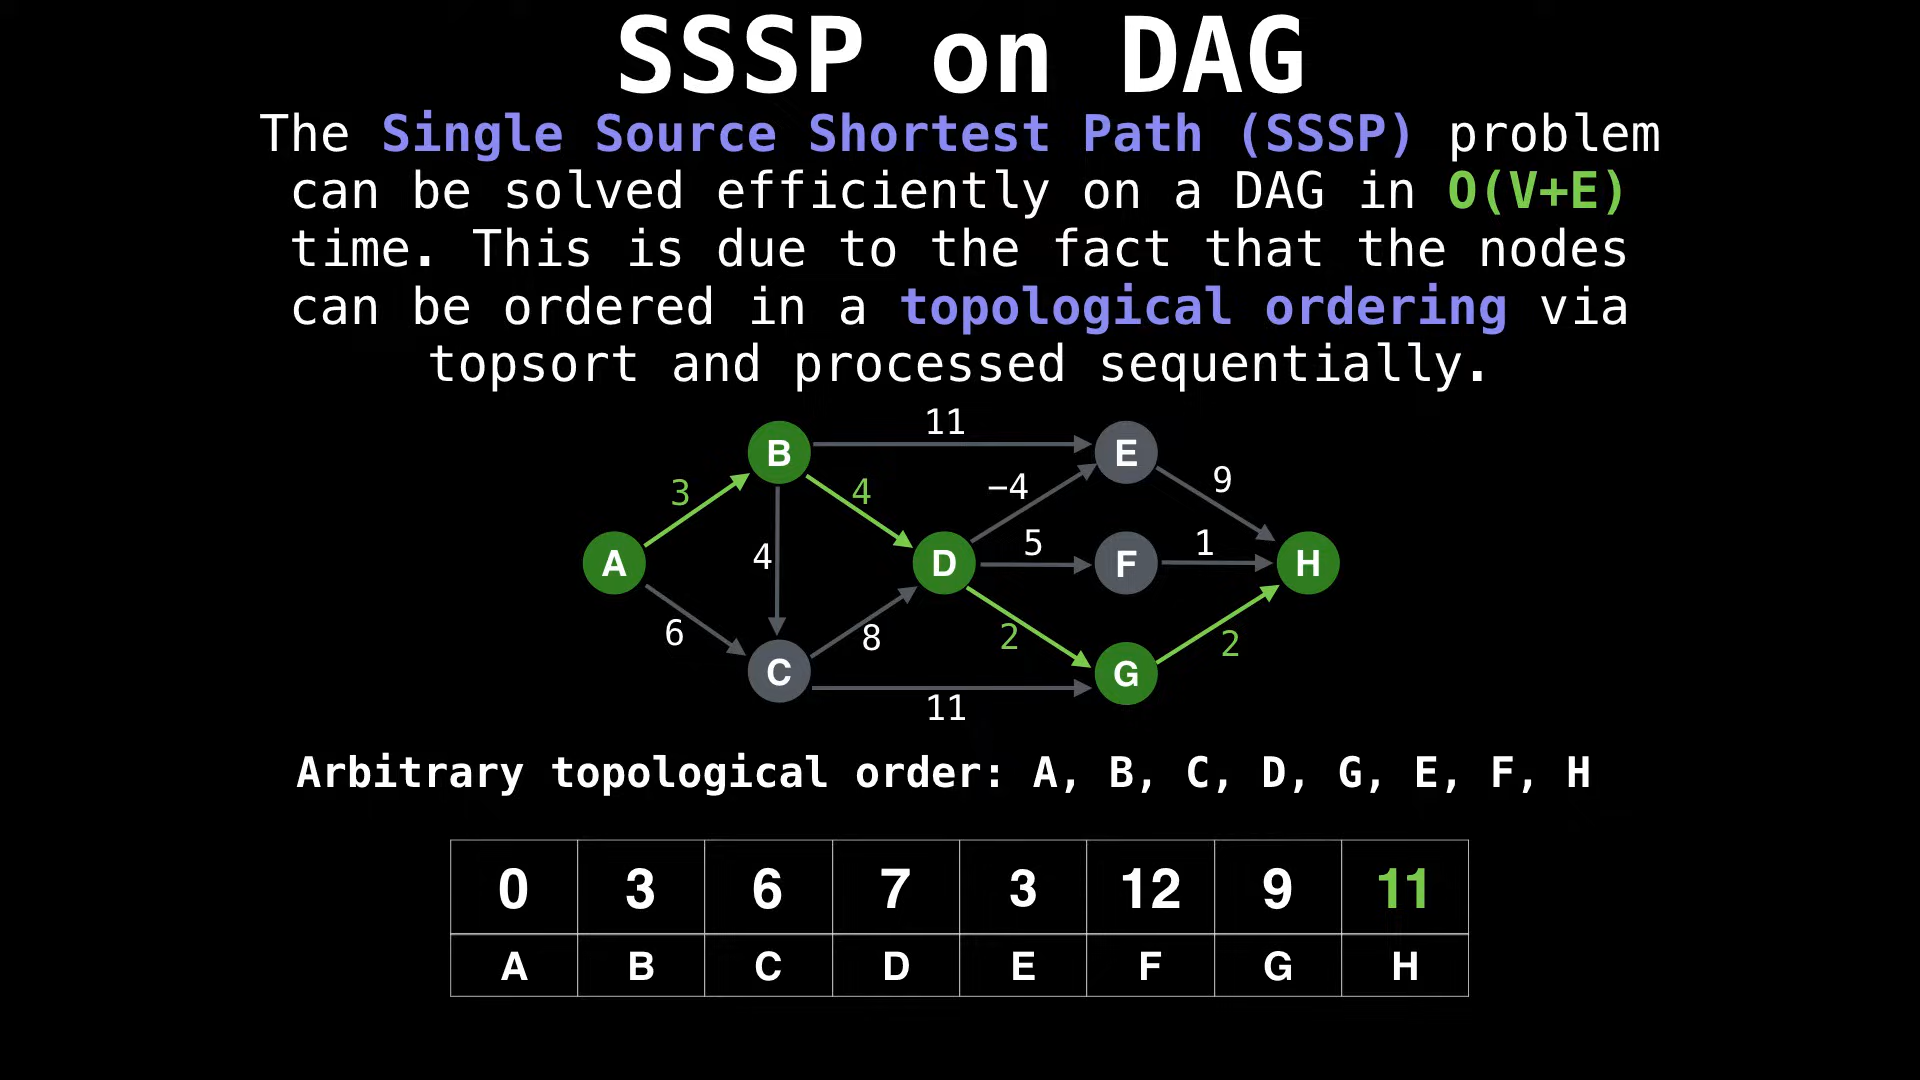 SSSP on DAG
The Single Source Shortest Path (SSSP) problem
can be solved efficiently on a DAG in O(V+E)
time. This is due to the fact that the nodes
can be ordered in a topological ordering via
topsort and processed sequentially.
11
B
E
3
4
−4
9
A
4
D
5
F
1
H
6
8
2
2
C
G
11
Arbitrary topological order: A, B, C, D, G, E, F, H
0 3 6 7 3 12 9 11
A B C D E F G H